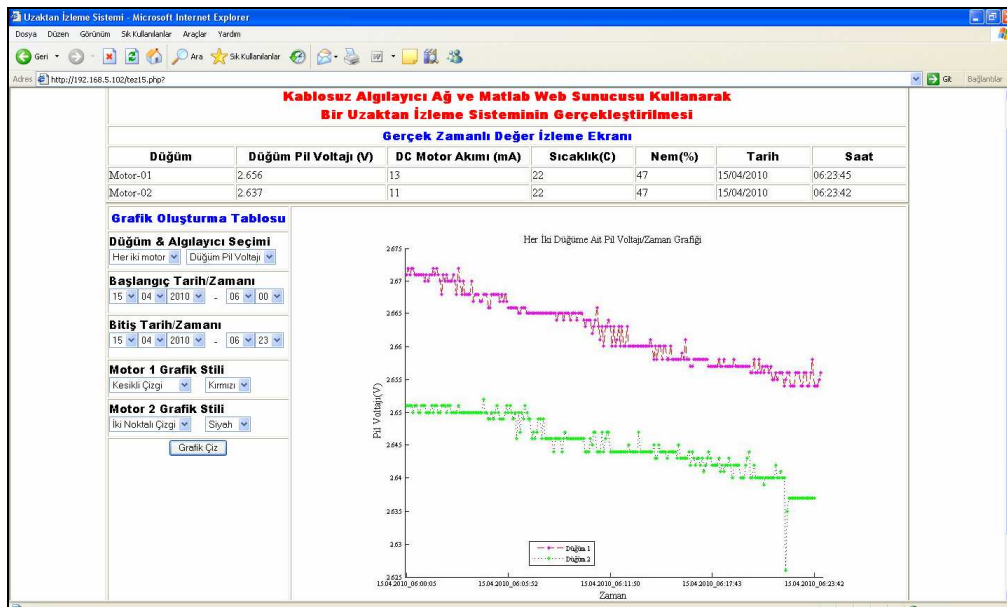 Uzaktan İzleme Sistemi - Microsoft Internet Explorer
Dosya Düzen Görünüm Sık Kullanılanlar Araçlar Yardım
Geri Ara Sık Kullanılanlar
Adres http://192.168.5.102/tez15.php? Git Bağlantılar
Kablosuz Algılayıcı Ağ ve Matlab Web Sunucusu Kullanarak
Bir Uzaktan İzleme Sisteminin Gerçekleştirilmesi
Gerçek Zamanlı Değer İzleme Ekranı
Düğüm Düğüm Pil Voltajı (V) DC Motor Akımı (mA) Sıcaklık(C) Nem(%) Tarih Saat
Motor-01 2.656 13 22 47 15/04/2010 06:23:45
Motor-02 2.637 11 22 47 15/04/2010 06:23:42
Grafik Oluşturma Tablosu
Düğüm & Algılayıcı Seçimi
Her iki motor Düğüm Pil Voltajı
Başlangıç Tarih/Zamanı
15 04 2010 - 06 00
Bitiş Tarih/Zamanı
15 04 2010 - 06 23
Motor 1 Grafik Stili
Kesikli Çizgi Kırmızı
Motor 2 Grafik Stili
İki Noktalı Çizgi Siyah
Grafik Çiz
Her İki Düğüme Ait Pil Voltajı/Zaman Grafiği
Pil Voltajı(V)
2.675
2.67
2.665
2.66
2.655
2.65
2.645
2.64
2.635
2.63
2.625
Düğüm 1
Düğüm 2
15.04.2010_06:00:05 15.04.2010_06:05:52 15.04.2010_06:11:50 15.04.2010_06:17:43 15.04.2010_06:23:42
Zaman